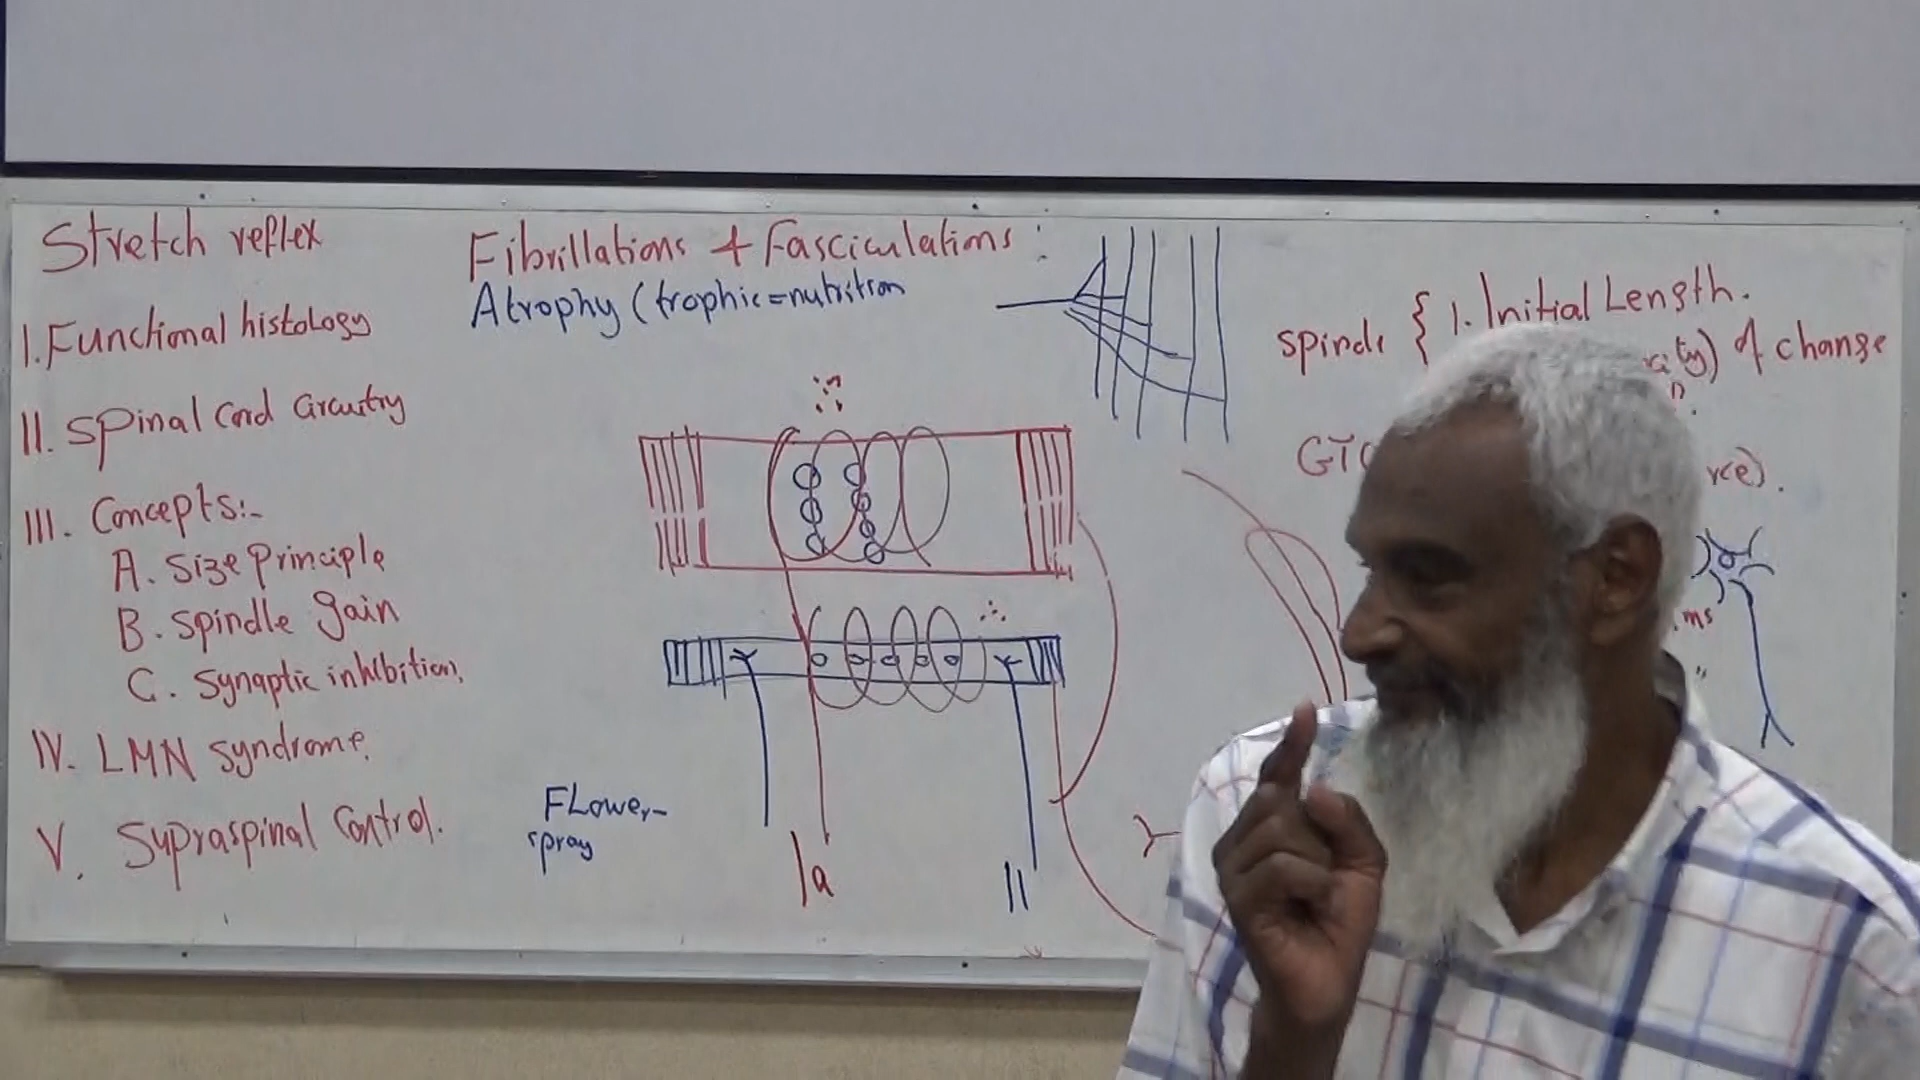 Stretch reflex
I. Functional histology
II. Spinal Cord Circuitry
III. Concepts:-
A. Size principle
B. Spindle gain
C. Synaptic inhibition.
IV. LMN syndrome.
V. Supraspinal Control.
Fibrillations + Fasciculations :
Atrophy (trophic=nutrition
Flower-
spray
Ia
II
Spindle { 1. Initial Length.
of change
ms